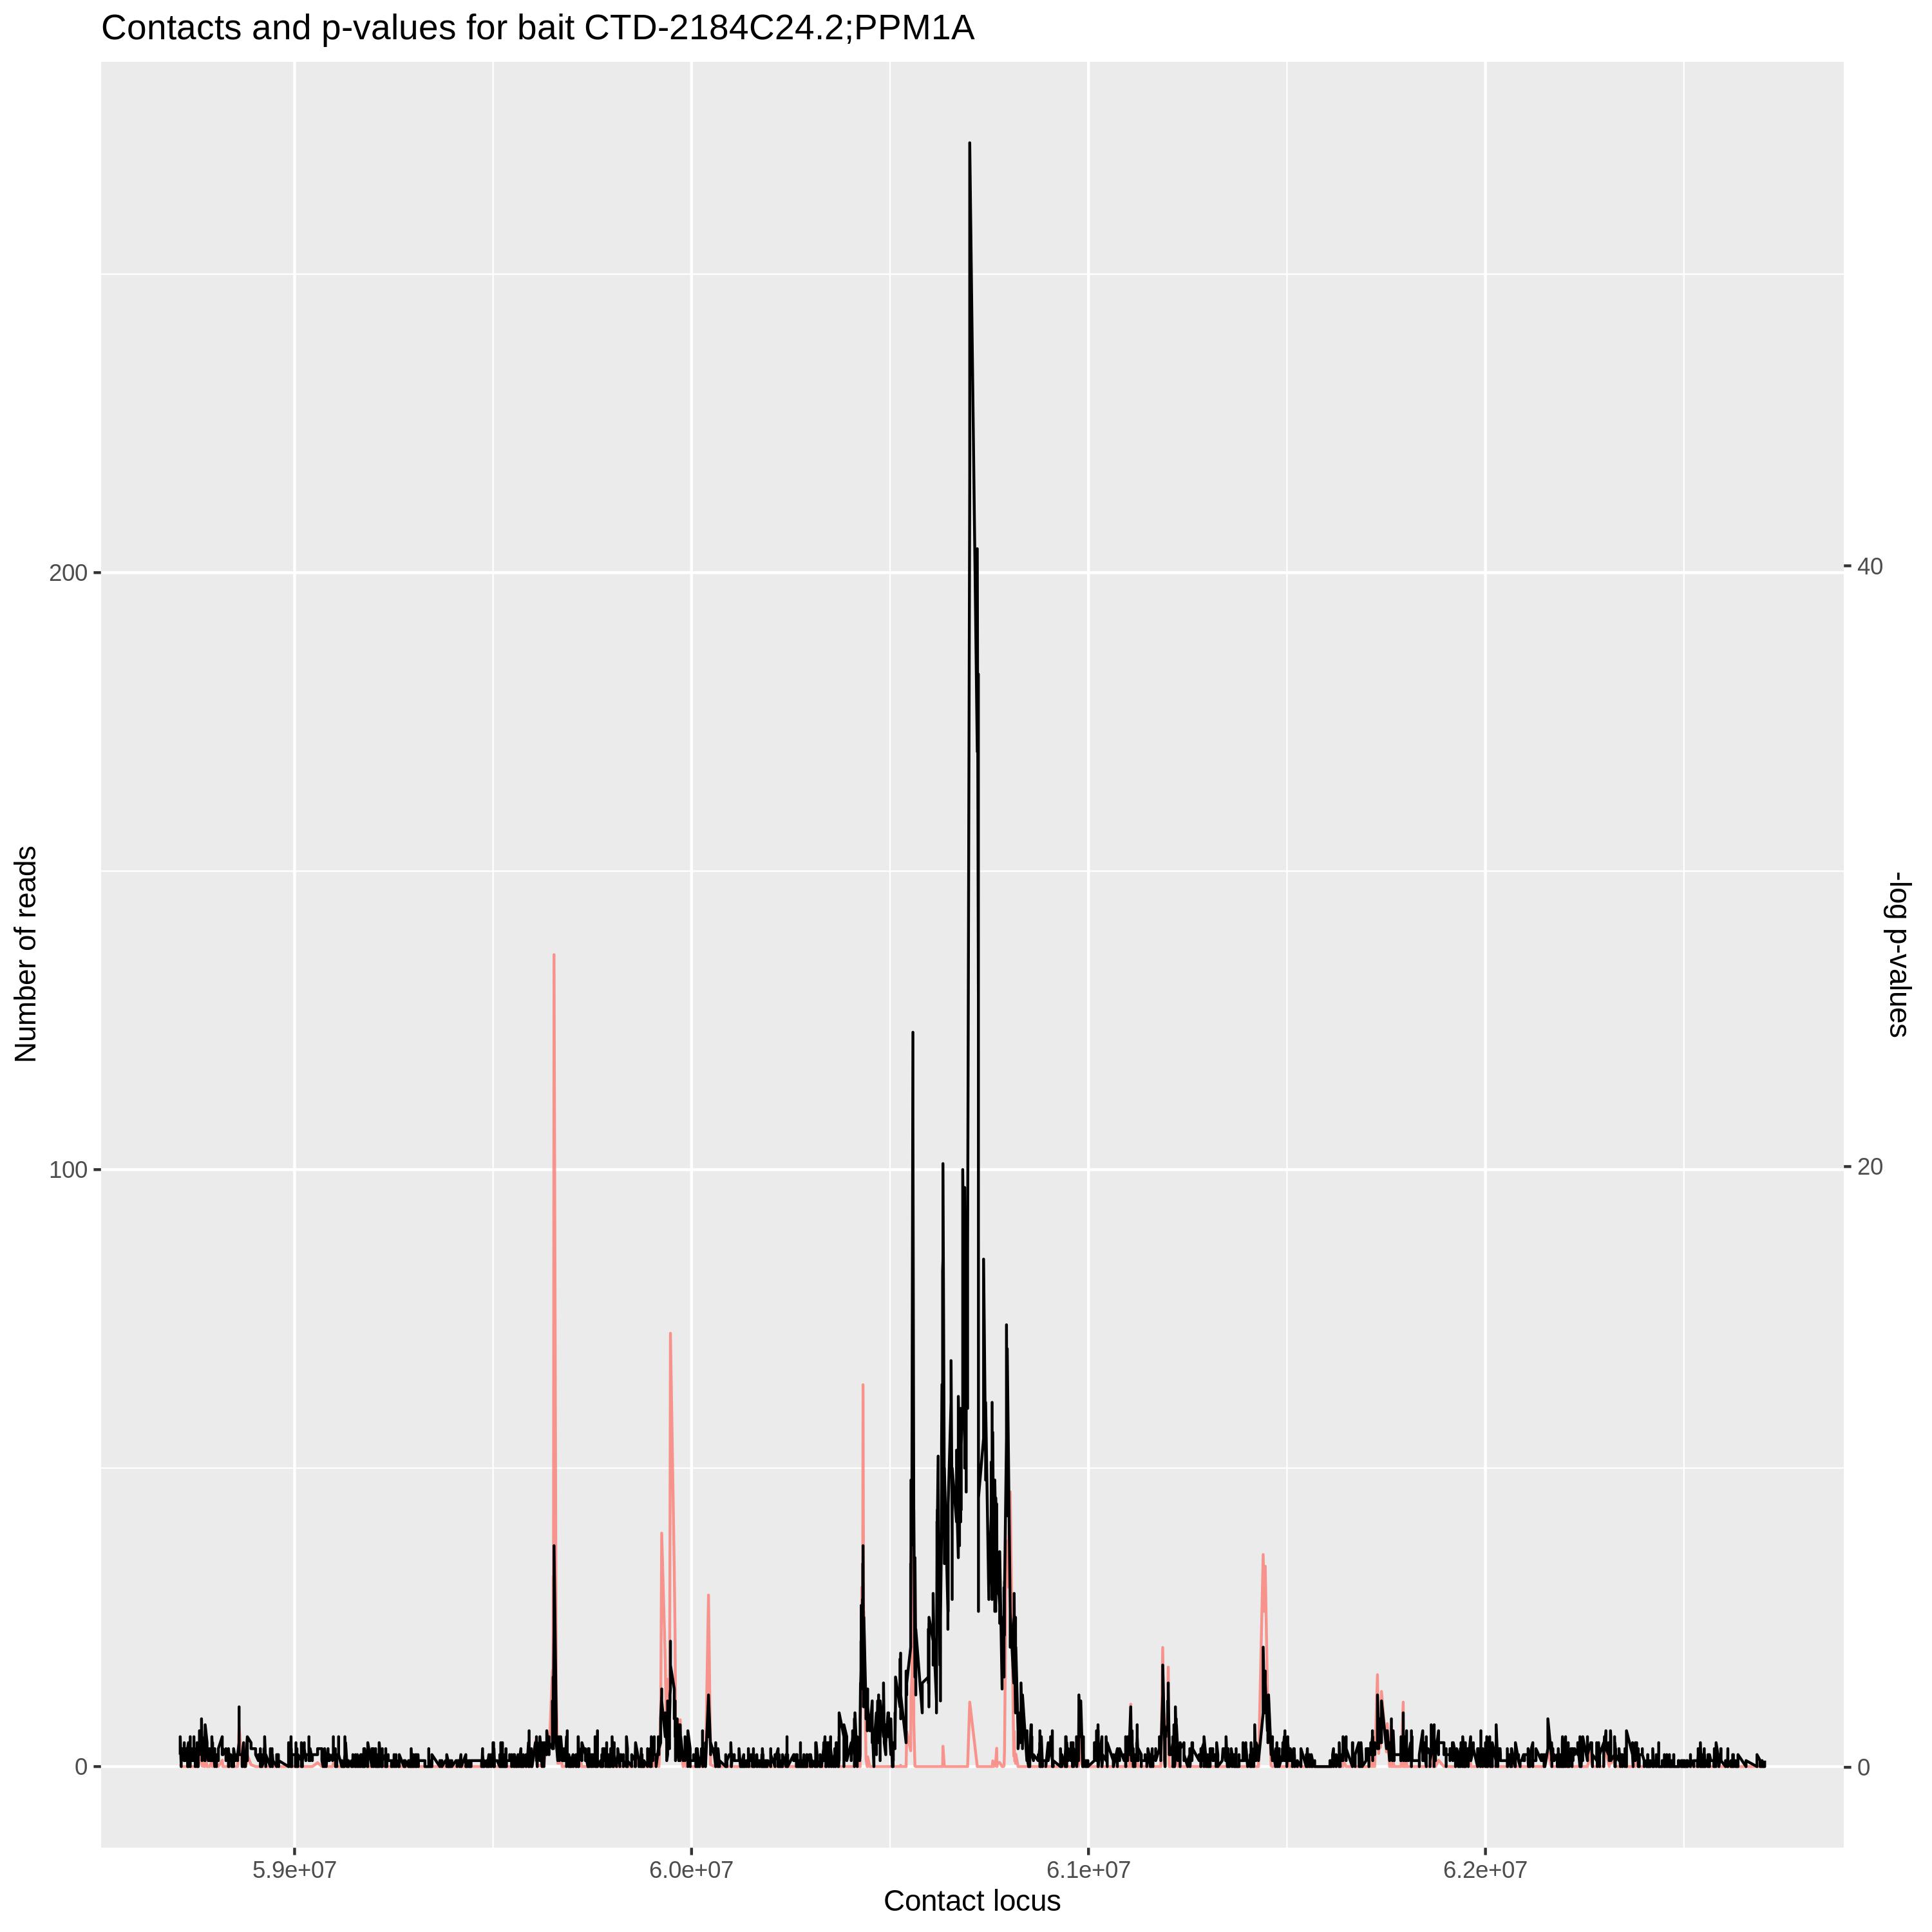 Contacts and p-values for bait CTD-2184C24.2;PPM1A
Number of reads
200
100
0
40
20
0
-log p-values
5.9e+07
6.0e+07
6.1e+07
6.2e+07
Contact locus